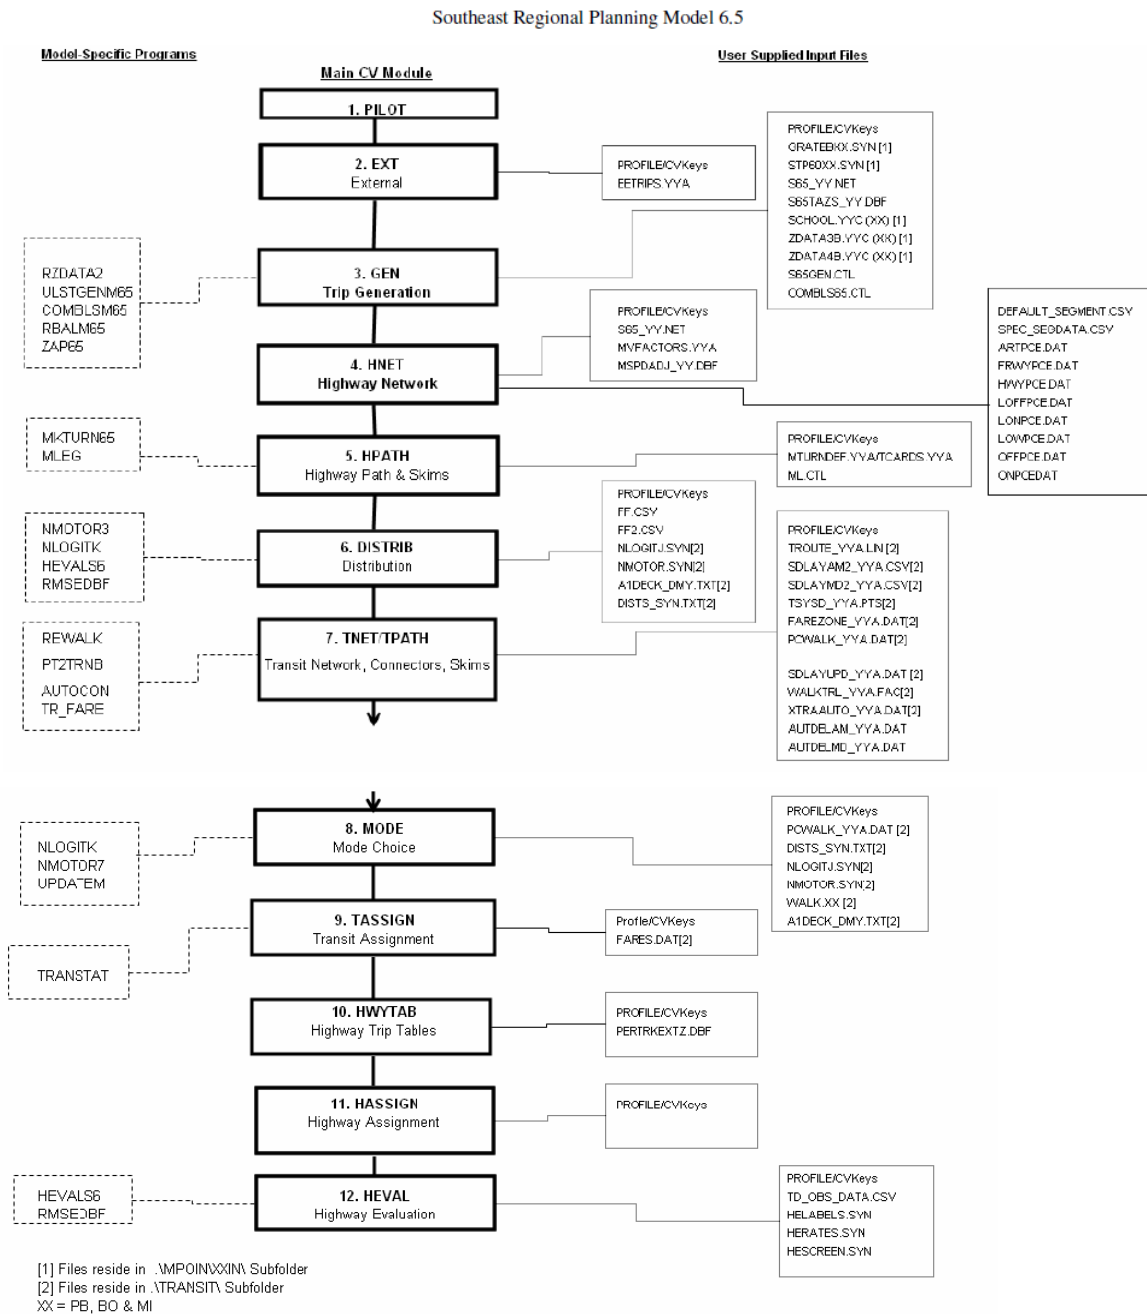 Southeast Regional Planning Model 6.5
Model-Specific Programs
Main CV Module
User Supplied Input Files
1. PILOT
2. EXT
External
PROFILE/CVKeys
EETRIPS.YYA
PROFILE/CVKeys
GRATEBXX.SYN [1]
STP60XX.SYN [1]
S65_YY.NET
S65TAZS_YY.DBF
SCHOOL.YYC (XX) [1]
ZDATA3B.YYC (XX) [1]
ZDATA4B.YYC (XX) [1]
S65GEN.CTL
COMBLS65.CTL
RZDATA2
ULSTGENM65
COMBLSM65
RBALM65
ZAP65
3. GEN
Trip Generation
PROFILE/CVKeys
S65_YY.NET
MVFACTORS.YYA
MSPDADJ_YY.DBF
4. HNET
Highway Network
DEFAULT_SEGMENT.CSV
SPEC_SEGDATA.CSV
ARTPCE.DAT
FRWYPCE.DAT
HWYPCE.DAT
LOFFPCE.DAT
LONPCE.DAT
LOWPCE.DAT
OFFPCE.DAT
ONPCEDAT
MKTURN65
MLEG
5. HPATH
Highway Path & Skims
PROFILE/CVKeys
MTURNDEF.YYA/TCARDS.YYA
ML.CTL
NMOTOR3
NLOGITK
HEVALS6
RMSEDBF
6. DISTRIB
Distribution
PROFILE/CVKeys
FF.CSV
FF2.CSV
NLOGITJ.SYN[2]
NMOTOR.SYN[2]
A1DECK_DMY.TXT[2]
DISTS_SYN.TXT[2]
PROFILE/CVKeys
TROUTE_YYA.LIN [2]
SDLAYAM2_YYA.CSV[2]
SDLAYMD2_YYA.CSV[2]
TSYSD_YYA.PTS[2]
FAREZONE_YYA.DAT[2]
PCWALK_YYA.DAT[2]
SDLAYUPD_YYA.DAT [2]
WALKTRL_YYA.FAC[2]
XTRAAUTO_YYA.DAT[2]
AUTDELAM_YYA.DAT
AUTDELMD_YYA.DAT
REWALK
PT2TRNB
AUTOCON
TR_FARE
7. TNET/TPATH
Transit Network, Connectors, Skims
NLOGITK
NMOTOR7
UPDATEM
8. MODE
Mode Choice
PROFILE/CVKeys
PCWALK_YYA.DAT [2]
DISTS_SYN.TXT[2]
NLOGITJ.SYN[2]
NMOTOR.SYN[2]
WALK.XX [2]
A1DECK_DMY.TXT[2]
TRANSTAT
9. TASSIGN
Transit Assignment
Profile/CVKeys
FARES.DAT[2]
10. HWYTAB
Highway Trip Tables
PROFILE/CVKeys
PERTRKEXTZ.DBF
11. HASSIGN
Highway Assignment
PROFILE/CVKeys
HEVALS6
RMSEDBF
12. HEVAL
Highway Evaluation
PROFILE/CVKeys
TD_OBS_DATA.CSV
HELABELS.SYN
HERATES.SYN
HESCREEN.SYN
[1] Files reside in .\MPOIN\XXIN\ Subfolder
[2] Files reside in .\TRANSIT\ Subfolder
XX = PB, BO & MI